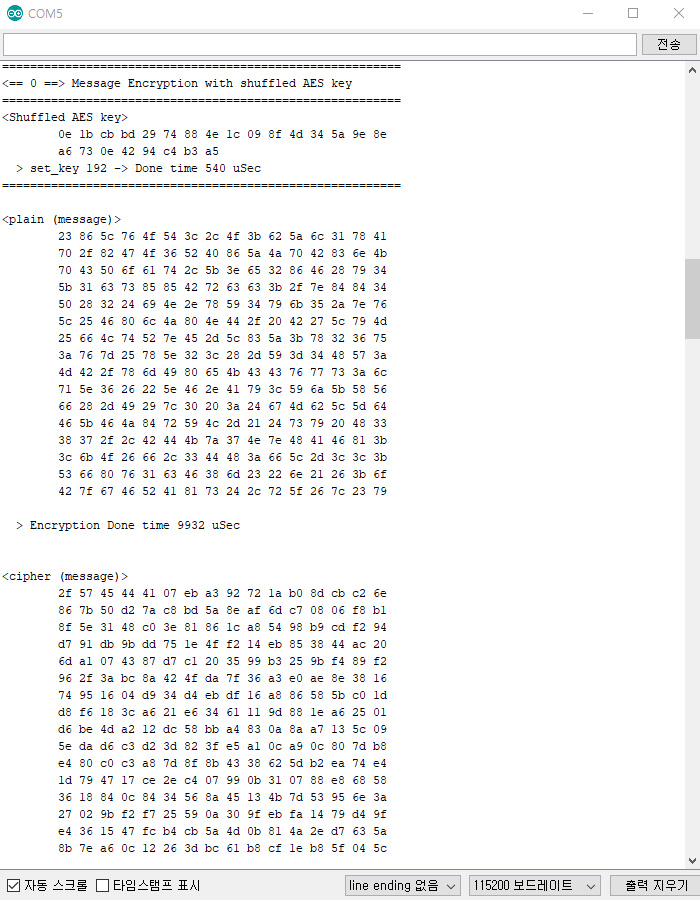 COM5
전송
=========================================================
<== 0 ==> Message Encryption with shuffled AES key
=========================================================
<Shuffled AES key>
0e 1b cb bd 29 74 88 4e 1c 09 8f 4d 34 5a 9e 8e
a6 73 0e 42 94 c4 b3 a5
> set_key 192 -> Done time 540 uSec
=========================================================
<plain (message)>
23 86 5c 76 4f 54 3c 2c 4f 3b 62 5a 6c 31 78 41
70 2f 82 47 4f 36 52 40 86 5a 4a 70 42 83 6e 4b
70 43 50 6f 61 74 2c 5b 3e 65 32 86 46 28 79 34
5b 31 63 73 85 85 42 72 63 63 3b 2f 7e 84 84 34
50 28 32 24 69 4e 2e 78 59 34 79 6b 35 2a 7e 76
5c 25 46 80 6c 4a 80 4e 44 2f 20 42 27 5c 79 4d
25 66 4c 74 52 7e 45 2d 5c 83 5a 3b 78 32 36 75
3a 76 7d 25 78 5e 32 3c 28 2d 59 3d 34 48 57 3a
4d 42 2f 78 6d 49 80 65 4b 43 43 76 77 73 3a 6c
71 5e 36 26 22 5e 46 2e 41 79 3c 59 6a 5b 58 56
66 28 2d 49 29 7c 30 20 3a 24 67 4d 62 5c 5d 64
46 5b 46 4a 84 72 59 4c 2d 21 24 73 79 20 48 33
38 37 2f 2c 42 44 4b 7a 37 4e 7e 48 41 46 81 3b
3c 6b 4f 26 66 2c 33 44 48 3a 66 5c 2d 3c 3c 3b
53 66 80 76 31 63 46 38 6d 23 22 6e 21 26 3b 6f
42 7f 67 46 52 41 81 73 24 2c 72 5f 26 7c 23 79
> Encryption Done time 9932 uSec
<cipher (message)>
2f 57 45 44 41 07 eb a3 92 72 1a b0 8d cb c2 6e
86 7b 50 d2 7a c8 bd 5a 8e af 6d c7 08 06 f8 b1
8f 5e 31 48 c0 3e 81 86 1c a8 54 98 b9 cd f2 94
d7 91 db 9b dd 75 1e 4f f2 14 eb 85 38 44 ac 20
6d a1 07 43 87 d7 c1 20 35 99 b3 25 9b f4 89 f2
96 2f 3a bc 8a 42 4f da 7f 36 a3 e0 ae 8e 38 16
74 95 16 04 d9 34 d4 eb df 16 a8 86 58 5b c0 1d
d8 f6 18 3c a6 21 e6 34 61 11 9d 88 1e a6 25 01
d6 be 4d a2 12 dc 58 bb a4 83 0a 8a a7 13 5c 09
5e da d6 c3 d2 3d 82 3f e5 a1 0c a9 0c 80 7d b8
e4 80 c0 c3 a8 7d 8f 8b 43 38 62 5d b2 ea 74 e4
1d 79 47 17 ce 2e c4 07 99 0b 31 07 88 e8 68 58
36 18 84 0c 84 34 56 8a 45 13 4b 7d 53 95 6e 3a
27 02 9b f2 f7 25 59 0a 30 9f eb fa 14 79 d4 9f
e4 36 15 47 fc b4 cb 5a 4d 0b 81 4a 2e d7 63 5a
8b 7e a6 0c 12 26 3d bc 61 b8 cf 1e b8 5f 04 5c
자동 스크롤 타임스탬프 표시 line ending 없음 115200 보드레이트 출력 지우기